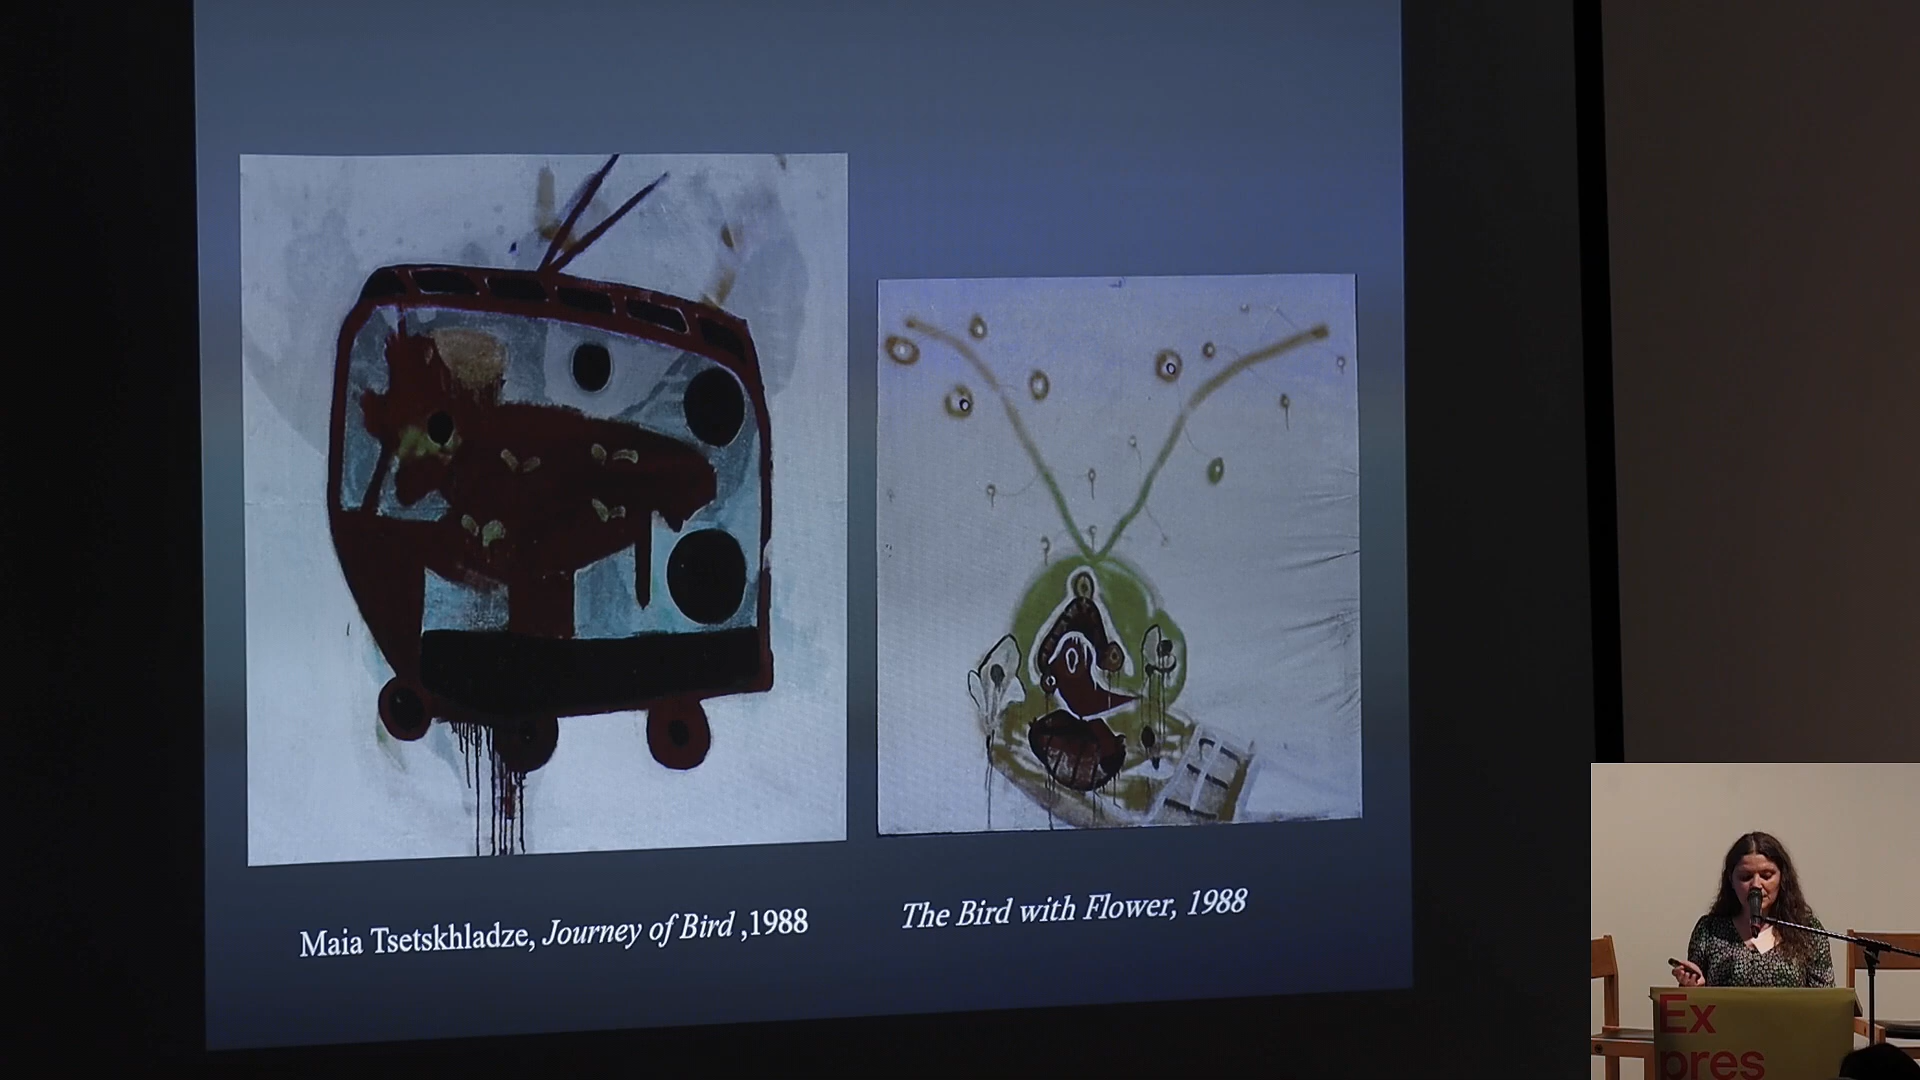 Maia Tsetskhladze, Journey of Bird ,1988
The Bird with Flower, 1988
Ex
pres